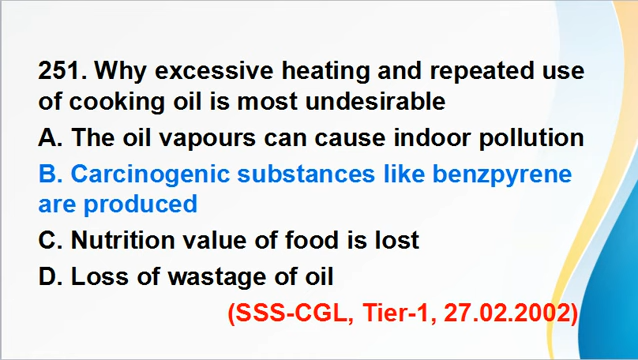 251. Why excessive heating and repeated use
of cooking oil is most undesirable
A. The oil vapours can cause indoor pollution
B. Carcinogenic substances like benzpyrene
are produced
C. Nutrition value of food is lost
D. Loss of wastage of oil
(SSS-CGL, Tier-1, 27.02.2002)